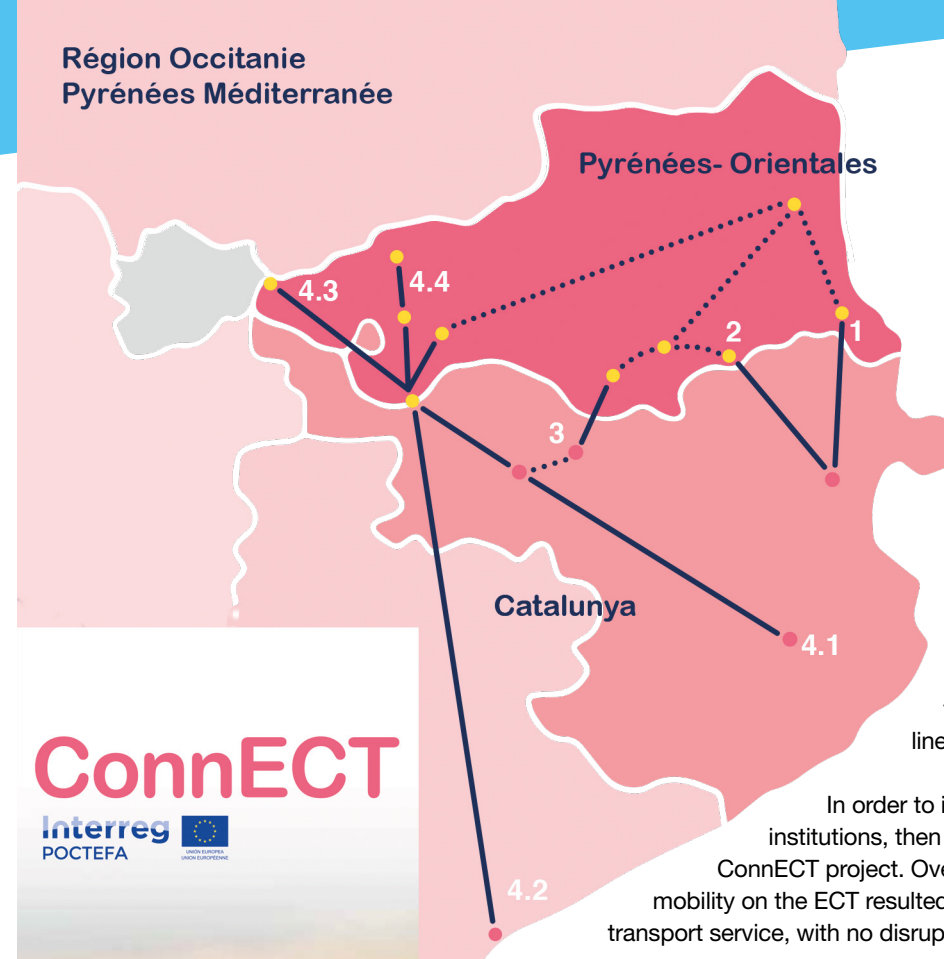 Région Occitanie
Pyrénées Méditerranée
Pyrénées- Orientales
4.3
4.4
2
1
3
Catalunya
4.1
4.2
ConnECT
Interreg
POCTEFA
UNIÓN EUROPEA
UNION EUROPÉENNE
line
In order to i
institutions, then
ConnECT project. Ove
mobility on the ECT resulted
transport service, with no disrup